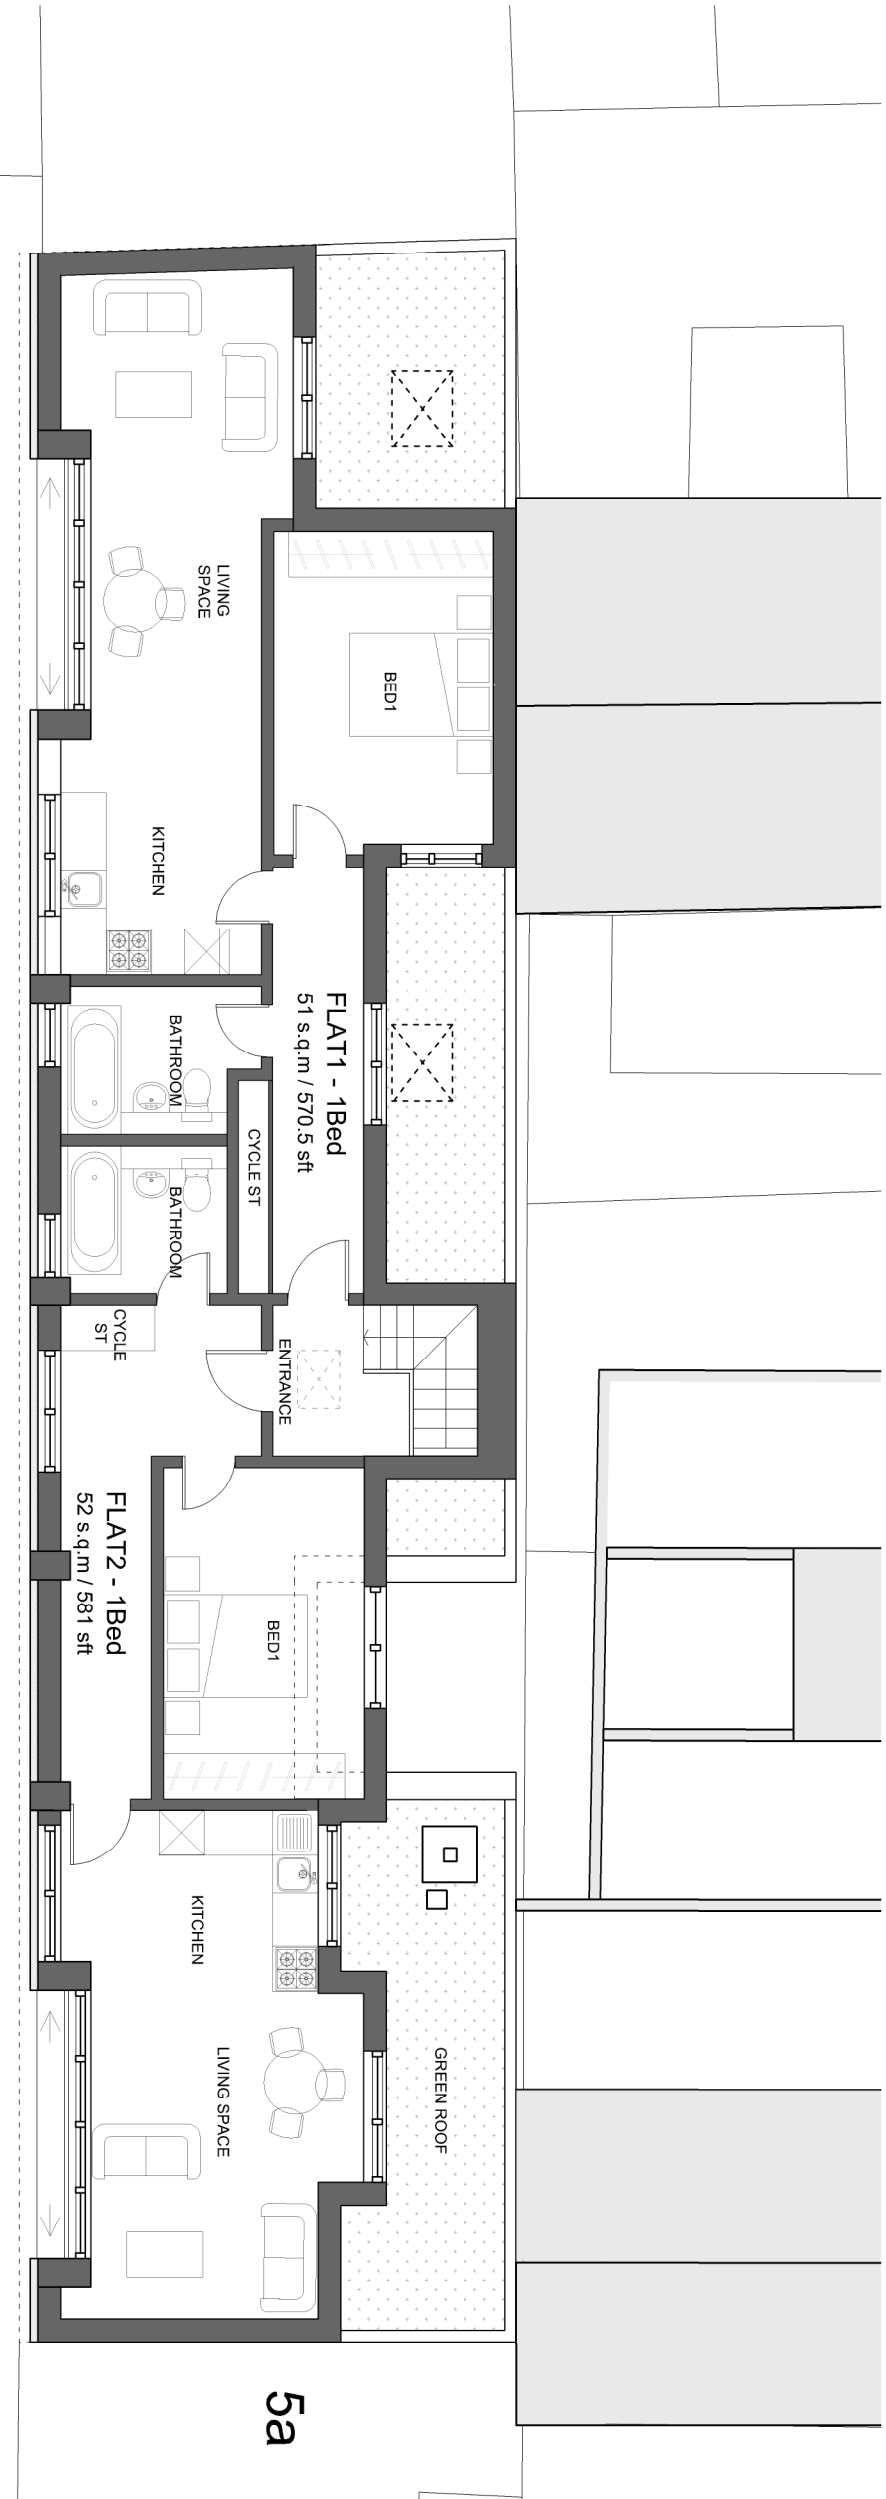 LIVING
SPACE
BED1
KITCHEN
FLAT1 - 1Bed
51 s.q.m / 570.5 sft
BATHROOM
CYCLE ST
BATHROOM
CYCLE
ST
ENTRANCE
FLAT2 - 1Bed
52 s.q.m / 581 sft
BED1
KITCHEN
LIVING SPACE
GREEN ROOF
5a